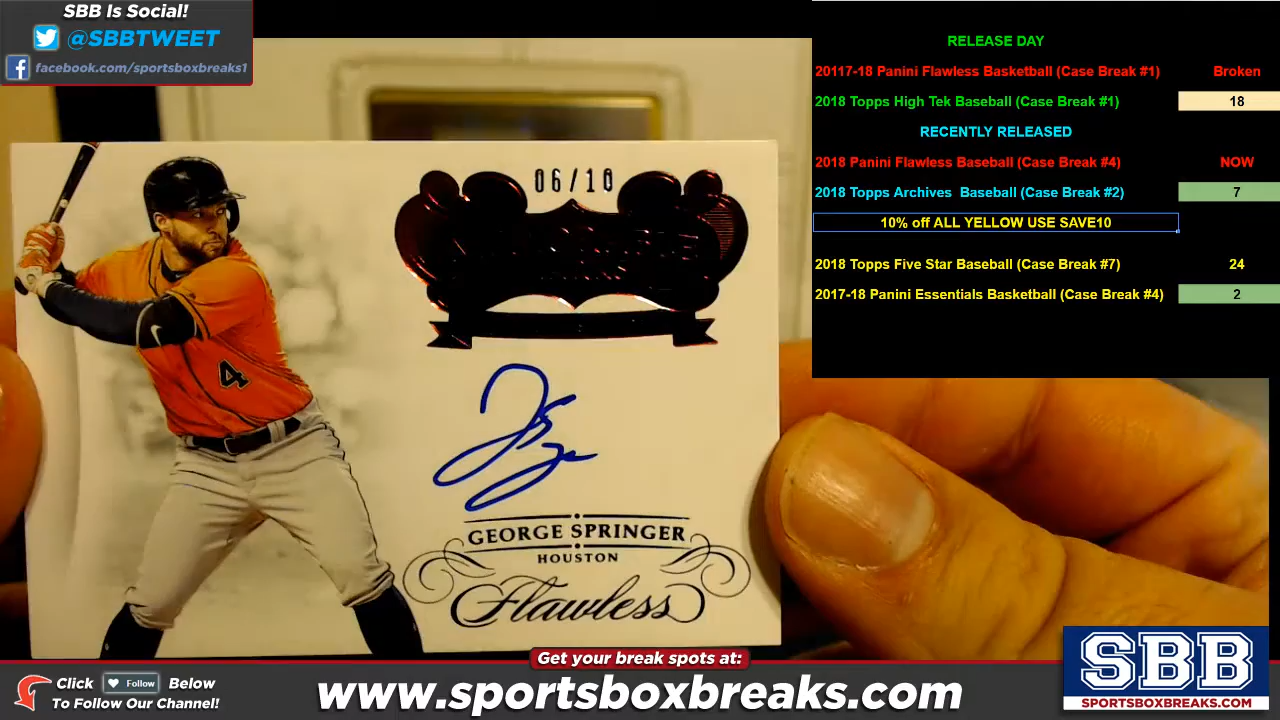 SBB Is Social!
@SBBTWEET
facebook.com/sportsboxbreaks1
RELEASE DAY
20117-18 Panini Flawless Basketball (Case Break #1) Broken
2018 Topps High Tek Baseball (Case Break #1) 18
RECENTLY RELEASED
2018 Panini Flawless Baseball (Case Break #4) NOW
2018 Topps Archives Baseball (Case Break #2) 7
10% off ALL YELLOW USE SAVE10
2018 Topps Five Star Baseball (Case Break #7) 24
2017-18 Panini Essentials Basketball (Case Break #4) 2
06/10
4
GEORGE SPRINGER
HOUSTON
Flawless
Get your break spots at:
Click Follow Below
To Follow Our Channel!
www.sportsboxbreaks.com
SBB
SPORTSBOXBREAKS.COM